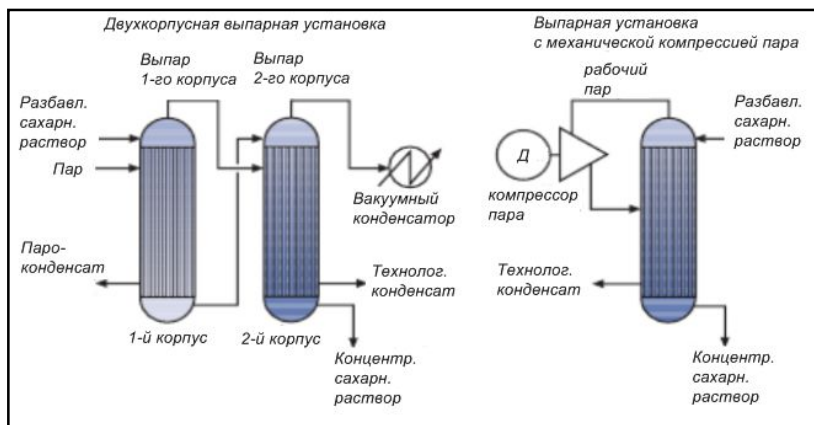 Двухкорпусная выпарная установка
Выпар
1-го корпуса
Выпар
2-го корпуса
Разбавл.
сахарн.
раствор
Пар
Паро-
конденсат
1-й корпус
2-й корпус
Вакуумный
конденсатор
Технолог.
конденсат
Концентр.
сахарн.
раствор
Выпарная установка
с механической компрессией пара
рабочий
пар
Разбавл.
сахарн.
раствор
Д
компрессор
пара
Технолог.
конденсат
Концентр.
сахарн.
раствор